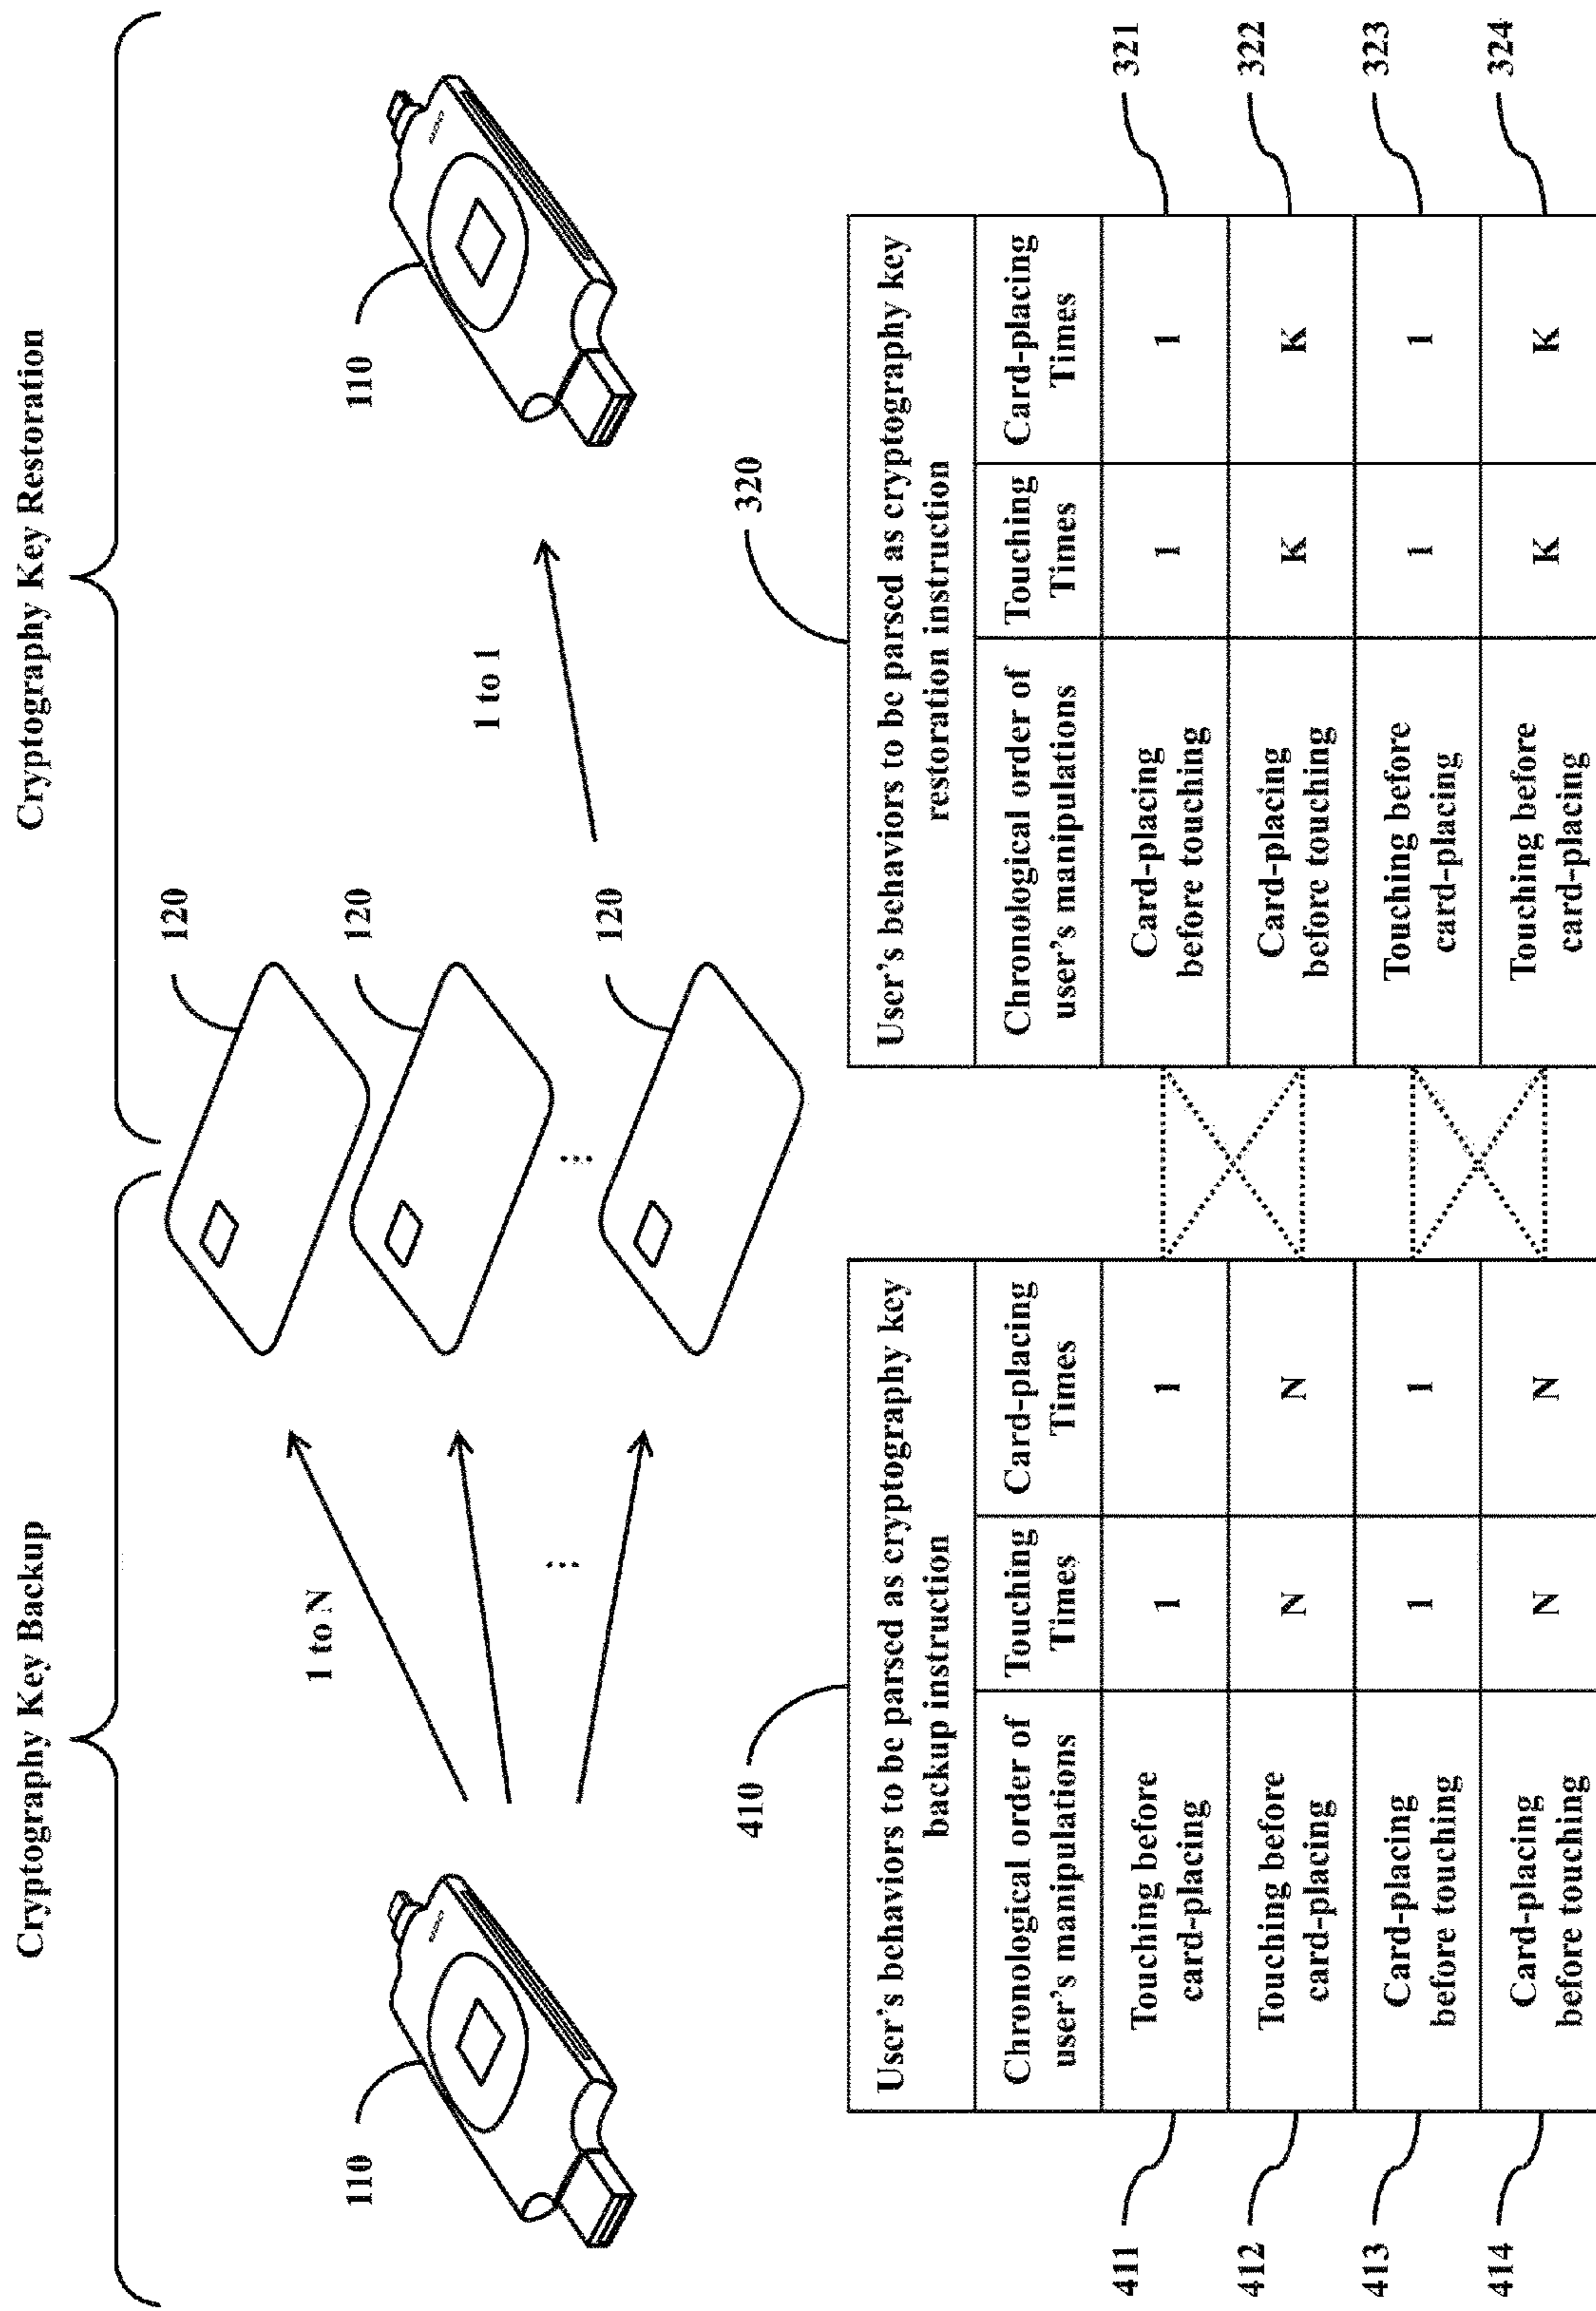 Cryptography Key Backup
Cryptography Key Restoration
110
1 to N
120
120
120
1 to 1
110
410
User's behaviors to be parsed as cryptography key
backup instruction
Chronological order of
user's manipulations
Touching
Times
Card-placing
Times
411
Touching before
card-placing
1
1
412
Touching before
card-placing
N
N
413
Card-placing
before touching
1
1
414
Card-placing
before touching
N
N
320
User's behaviors to be parsed as cryptography key
restoration instruction
Chronological order of
user's manipulations
Touching
Times
Card-placing
Times
Card-placing
before touching
1
1
321
Card-placing
before touching
K
K
322
Touching before
card-placing
1
1
323
Touching before
card-placing
K
K
324